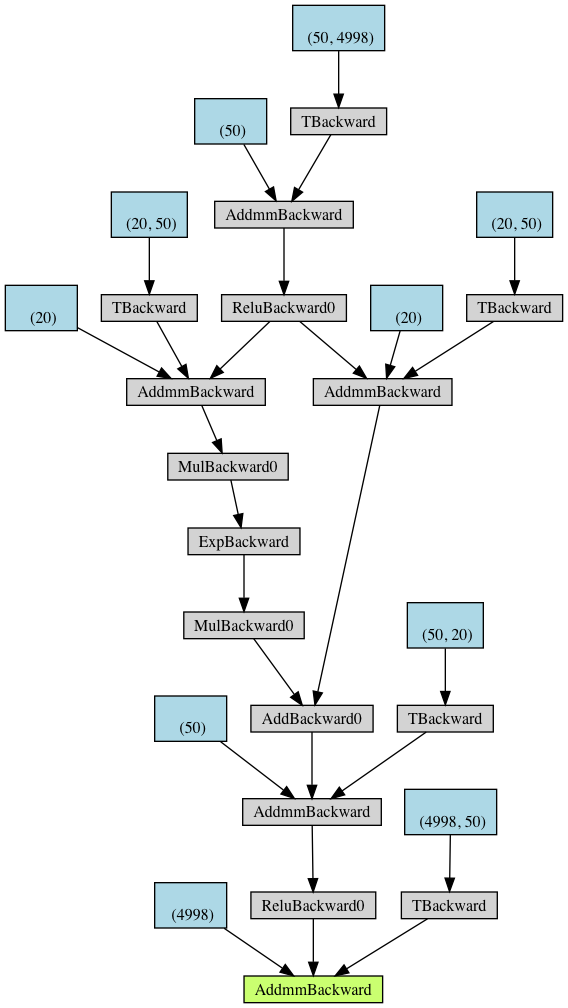 (50, 4998)
(50)
TBackward
AddmmBackward
(20, 50)
(20, 50)
(20)
TBackward
ReluBackward0
(20)
TBackward
AddmmBackward
AddmmBackward
MulBackward0
ExpBackward
MulBackward0
(50, 20)
(50)
AddBackward0
TBackward
AddmmBackward
(4998, 50)
(4998)
ReluBackward0
TBackward
AddmmBackward